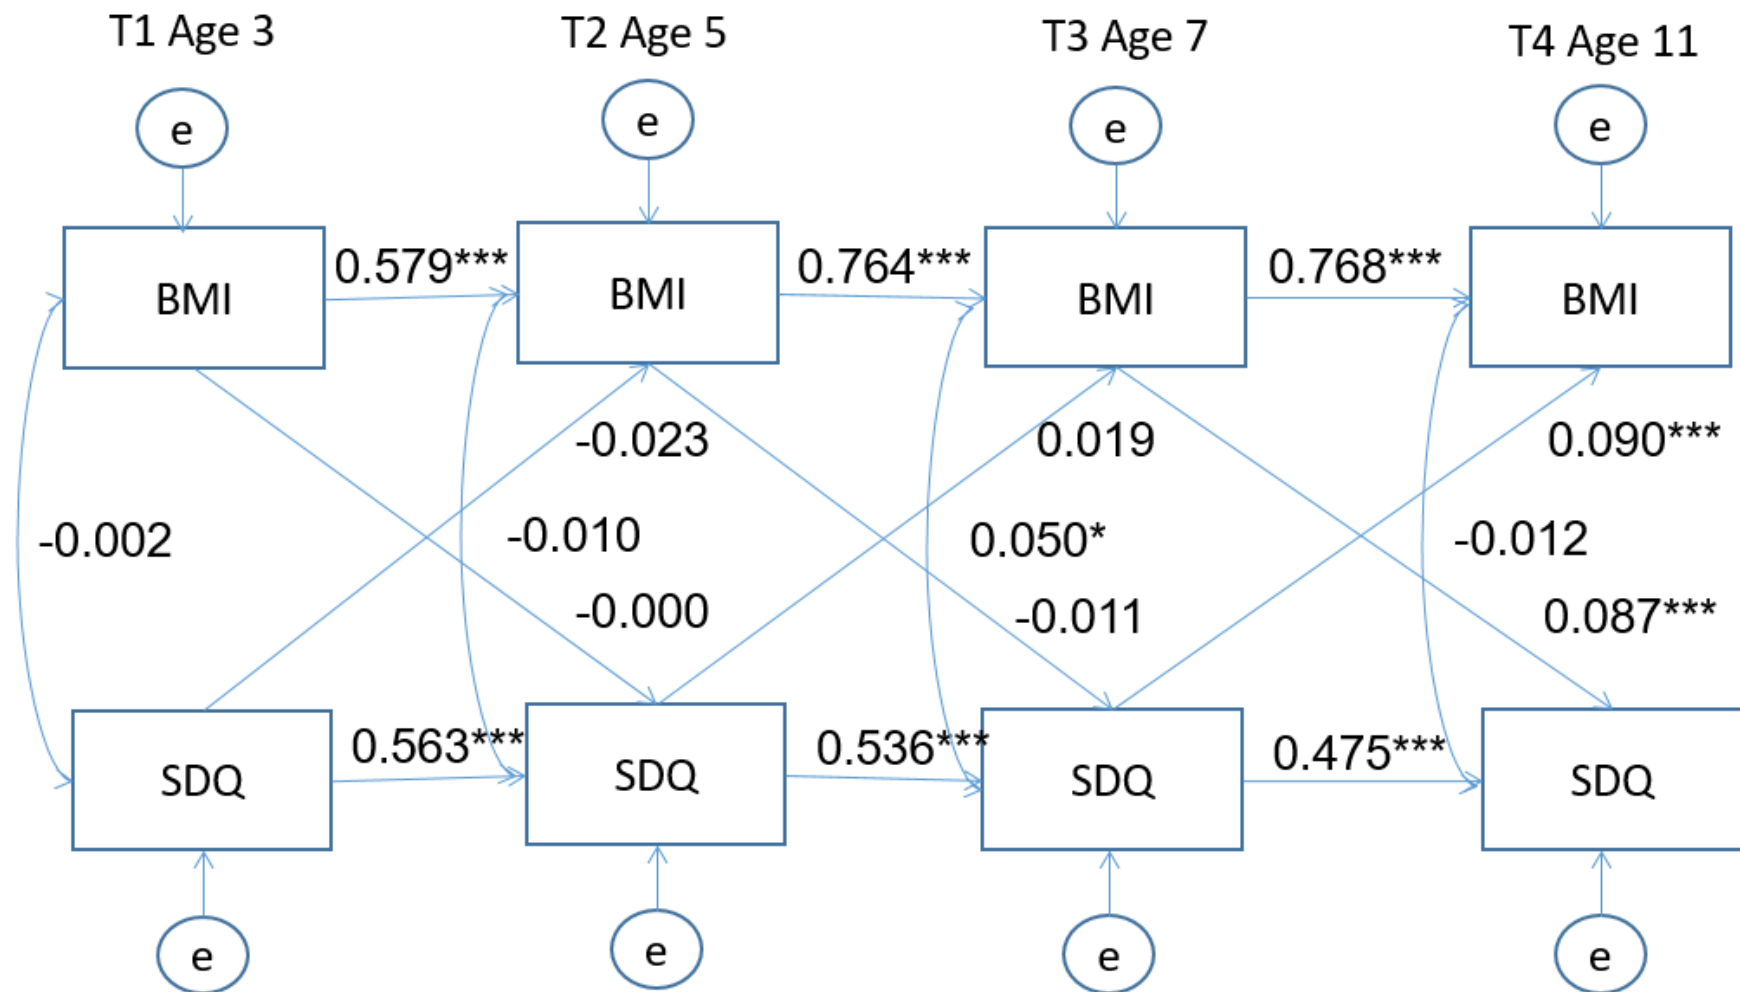 T1 Age 3
T2 Age 5
T3 Age 7
T4 Age 11
e
e
e
e
0.579***
0.764***
0.768***
BMI
BMI
BMI
BMI
-0.023
0.019
0.090***
-0.002
-0.010
0.050*
-0.012
-0.000
-0.011
0.087***
0.563***
0.536***
0.475***
SDQ
SDQ
SDQ
SDQ
e
e
e
e